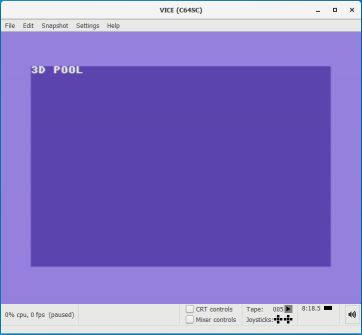 VICE (C64SC)
File Edit Snapshot Settings Help
3D POOL
0% cpu, 0 fps (paused)
CRT controls
Mixer controls
Tape: 005
Joysticks:
8:18.5